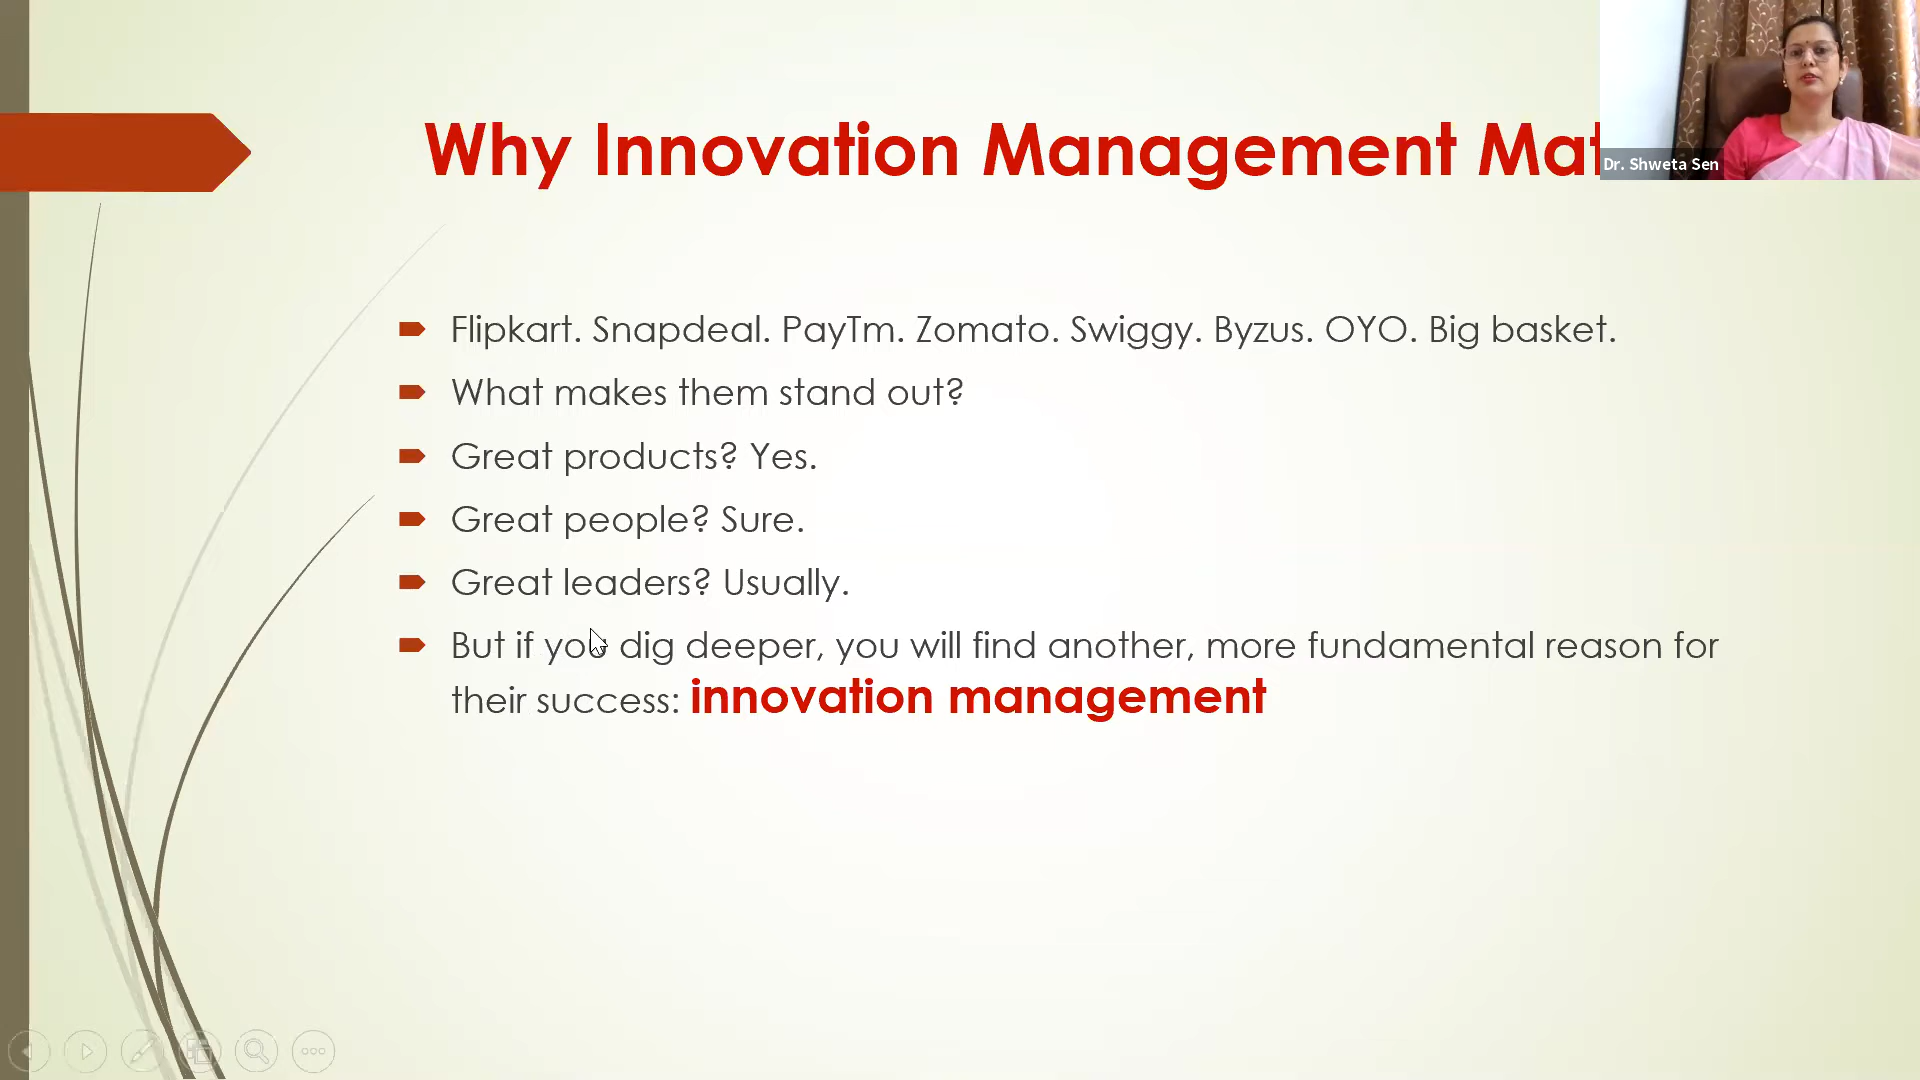 Why Innovation Management Mat
Dr. Shweta Sen
Flipkart. Snapdeal. PayTm. Zomato. Swiggy. Byzus. OYO. Big basket.
What makes them stand out?
Great products? Yes.
Great people? Sure.
Great leaders? Usually.
But if you dig deeper, you will find another, more fundamental reason for
their success: innovation management